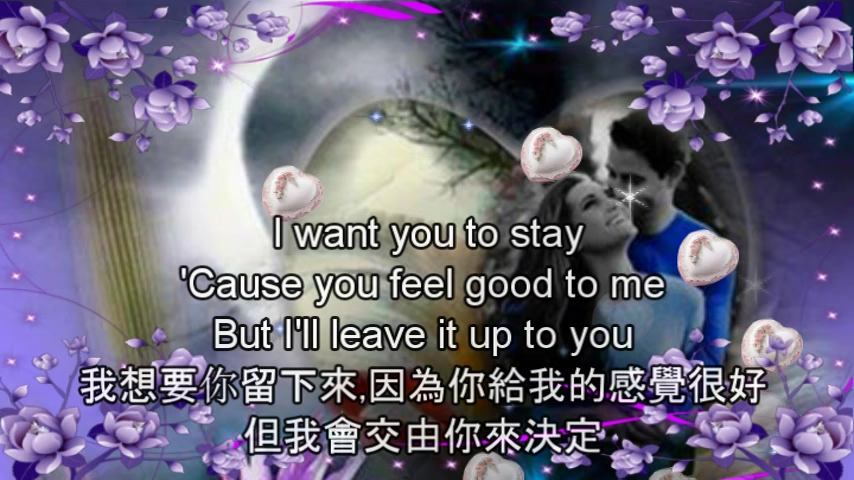 I want you to stay
'Cause you feel good to me
But I'll leave it up to you
我想要你留下來,因為你給我的感覺很好
但我會交由你來決定